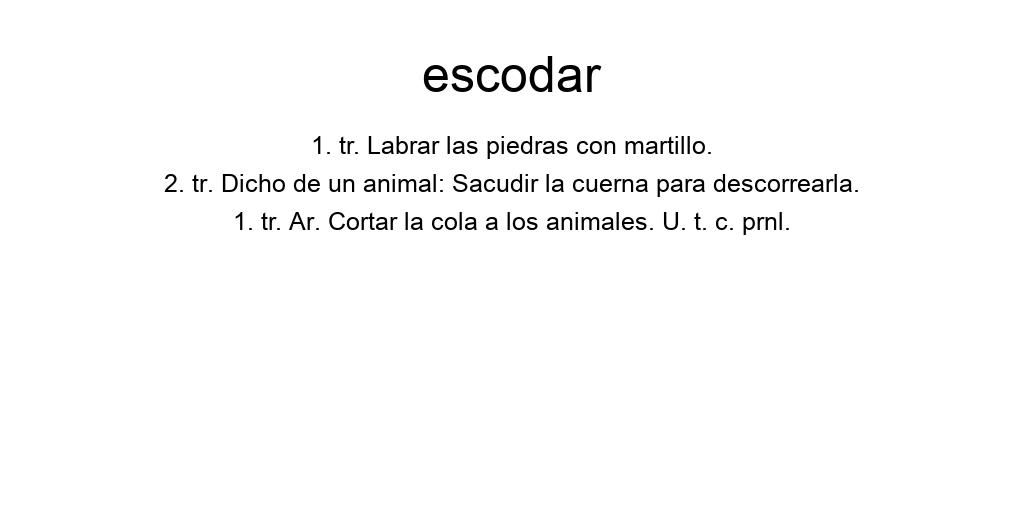 escodar
1. tr. Labrar las piedras con martillo.
2. tr. Dicho de un animal: Sacudir la cuerna para descorrearla.
1. tr. Ar. Cortar la cola a los animales. U. t. c. prnl.